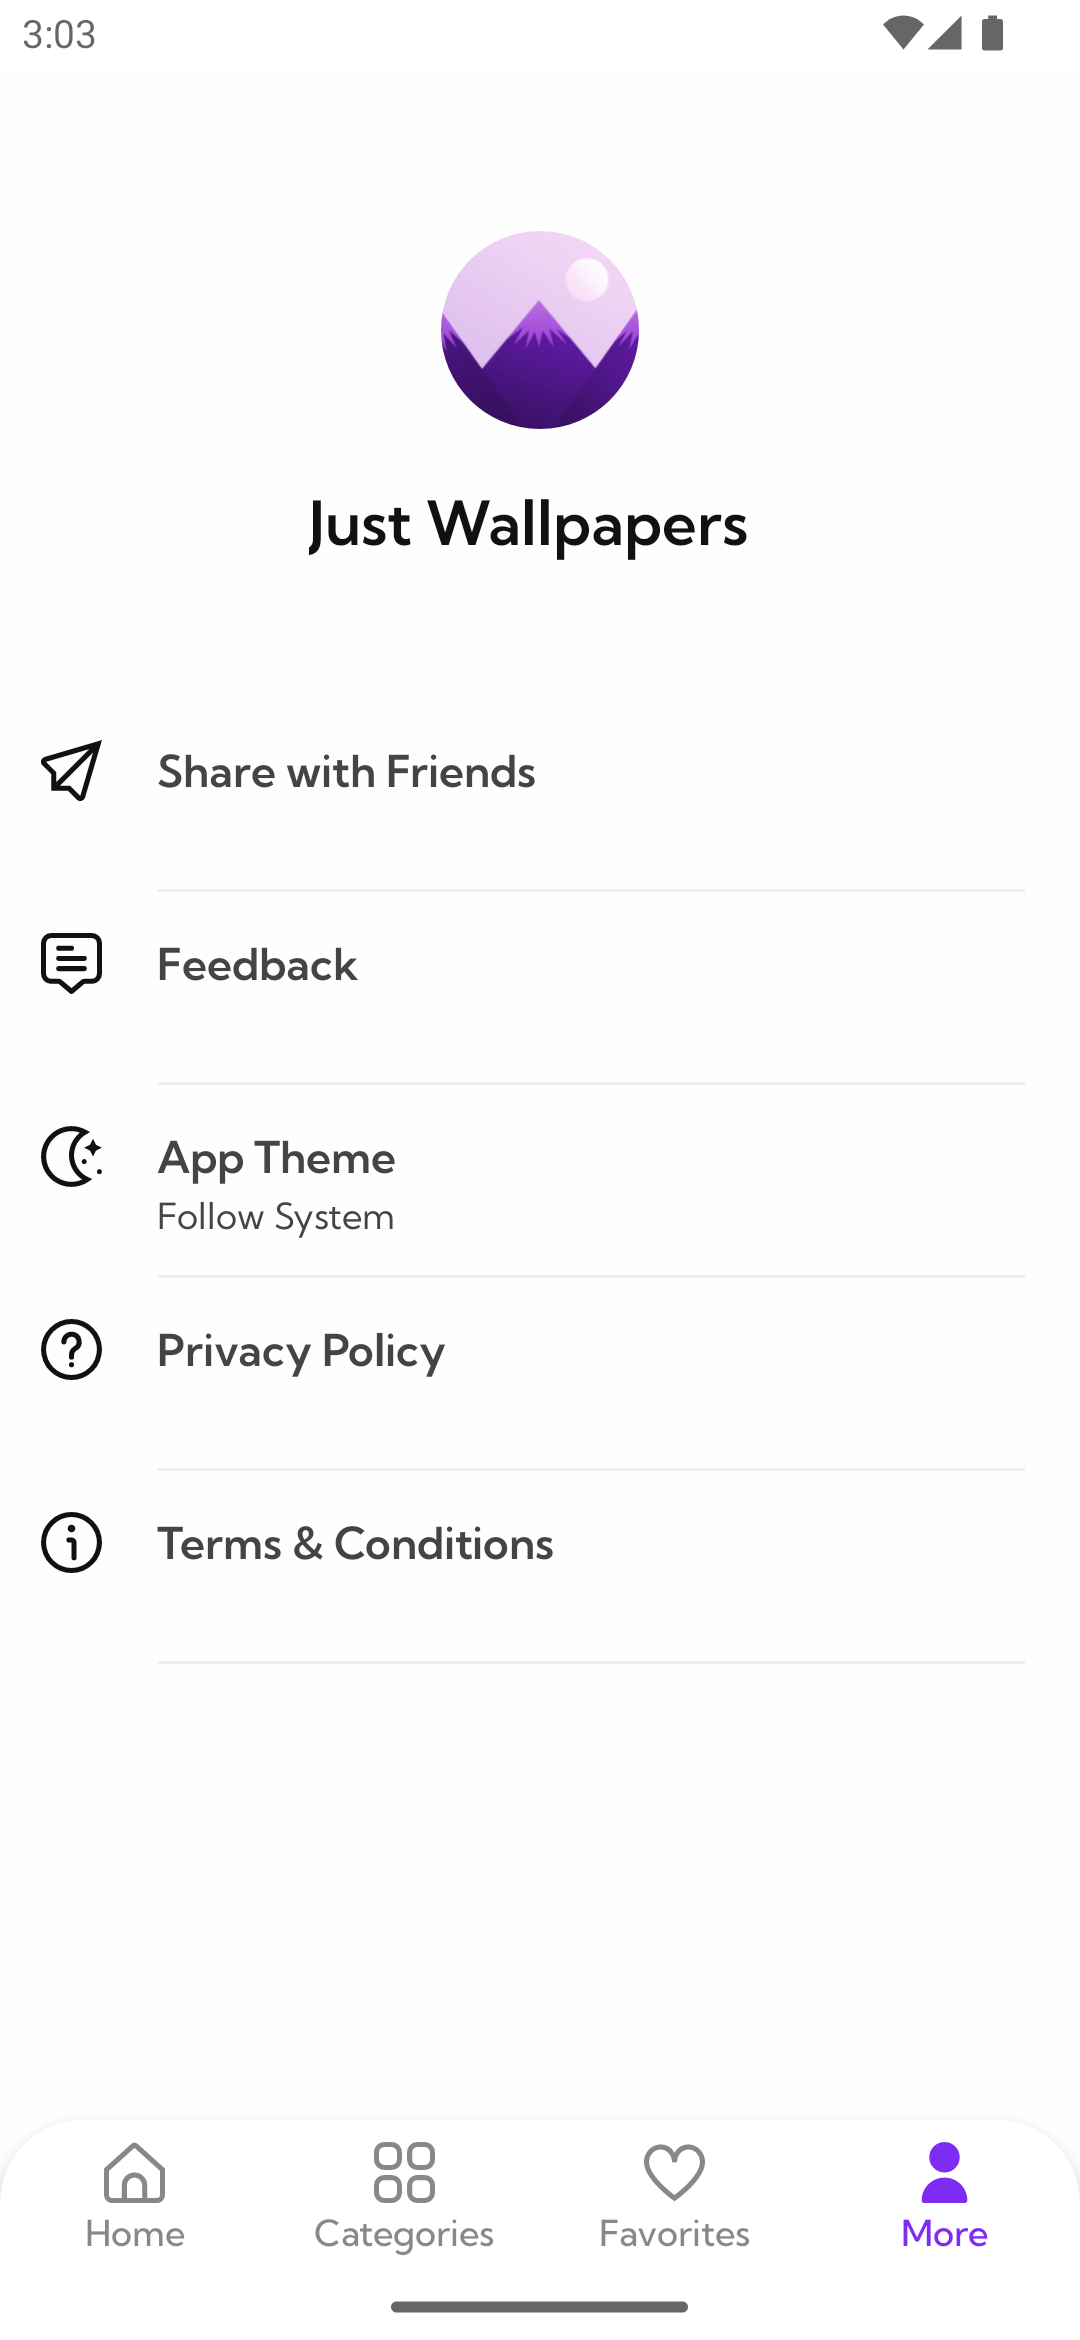 3:03
Just Wallpapers
Share with Friends
Feedback
App Theme
Follow System
Privacy Policy
Terms & Conditions
Home
Categories
Favorites
More